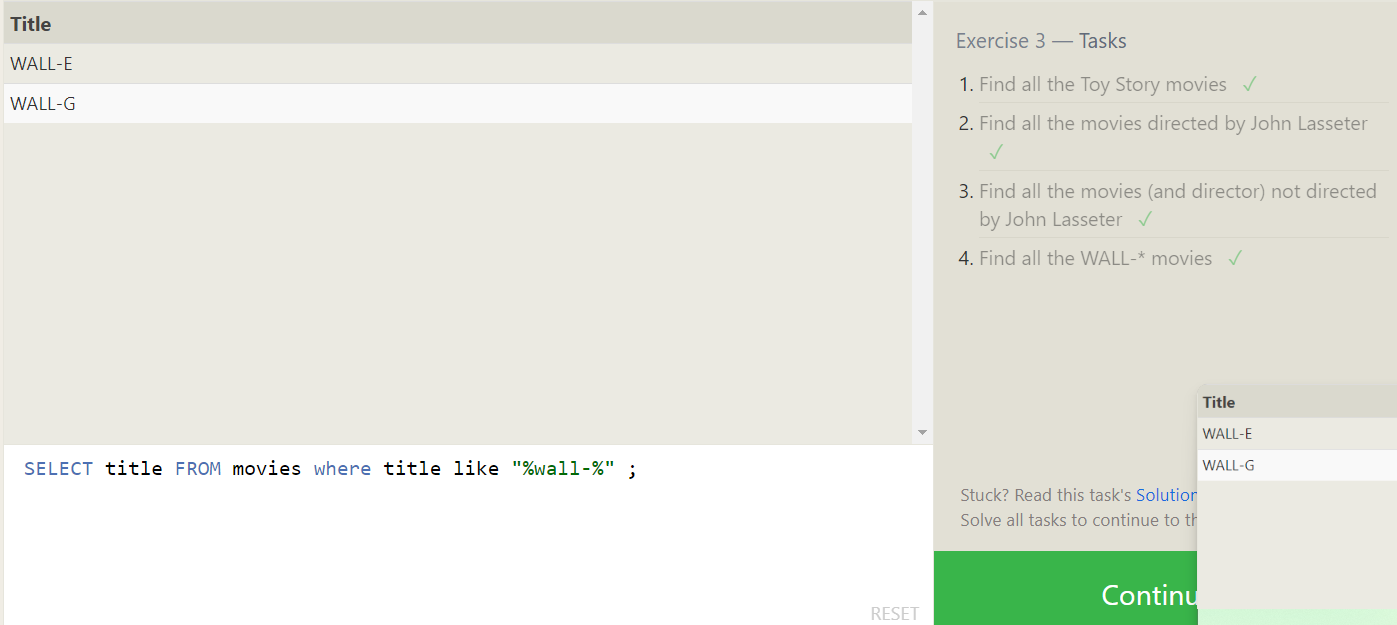 Title
WALL-E
WALL-G
SELECT title FROM movies where title like "%wall-%" ;
RESET
Exercise 3 — Tasks
1. Find all the Toy Story movies ✓
2. Find all the movies directed by John Lasseter
✓
3. Find all the movies (and director) not directed
by John Lasseter ✓
4. Find all the WALL-* movies ✓
Stuck? Read this task's Solution
Solve all tasks to continue to th
Continu
Title
WALL-E
WALL-G